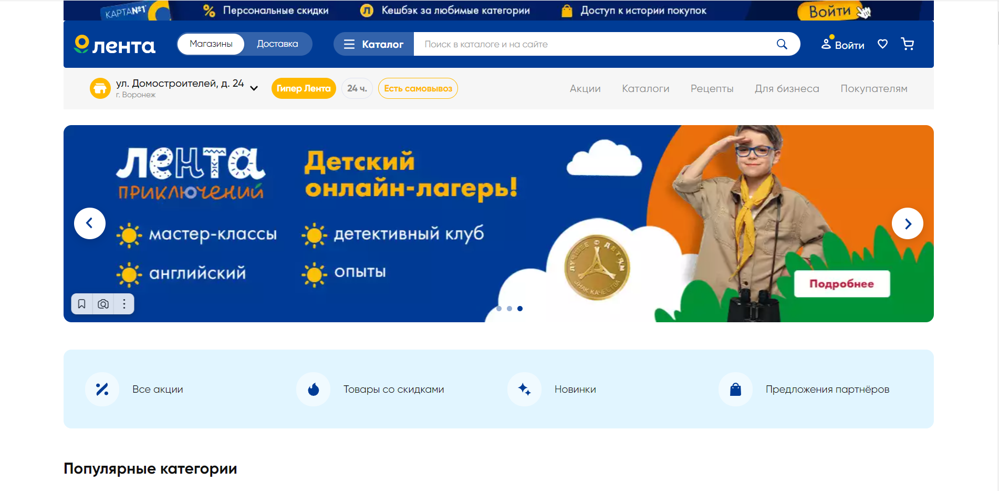 КАРТА №1
Персональные скидки
Кешбэк за любимые категории
Доступ к истории покупок
Войти
лента
Магазины
Доставка
Каталог
Поиск в каталоге и на сайте
Войти
ул. Домостроителей, д. 24
г. Воронеж
Гипер Лента
24 ч.
Есть самовывоз
Акции
Каталоги
Рецепты
Для бизнеса
Покупателям
лента
приключений
Детский
онлайн-лагерь!
мастер-классы
детективный клуб
английский
опыты
ЛУЧШЕЕ ДЕТЯМ
ЗНАК КАЧЕСТВА
Подробнее
Все акции
Товары со скидками
Новинки
Предложения партнёров
Популярные категории